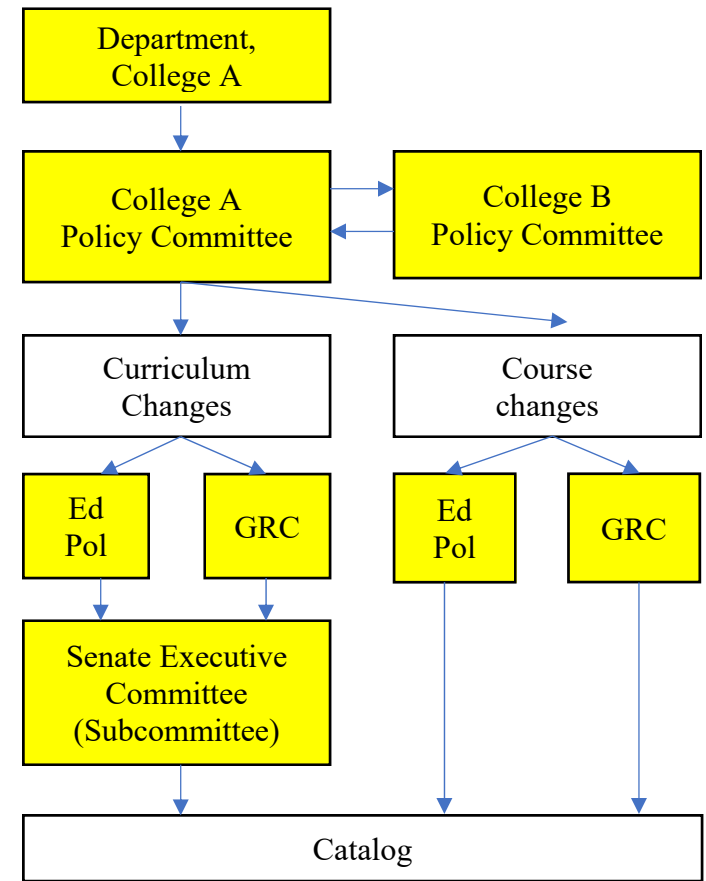 Department,
College A
College A
Policy Committee
College B
Policy Committee
Curriculum
Changes
Course
changes
Ed
Pol
GRC
Ed
Pol
GRC
Senate Executive
Committee
(Subcommittee)
Catalog